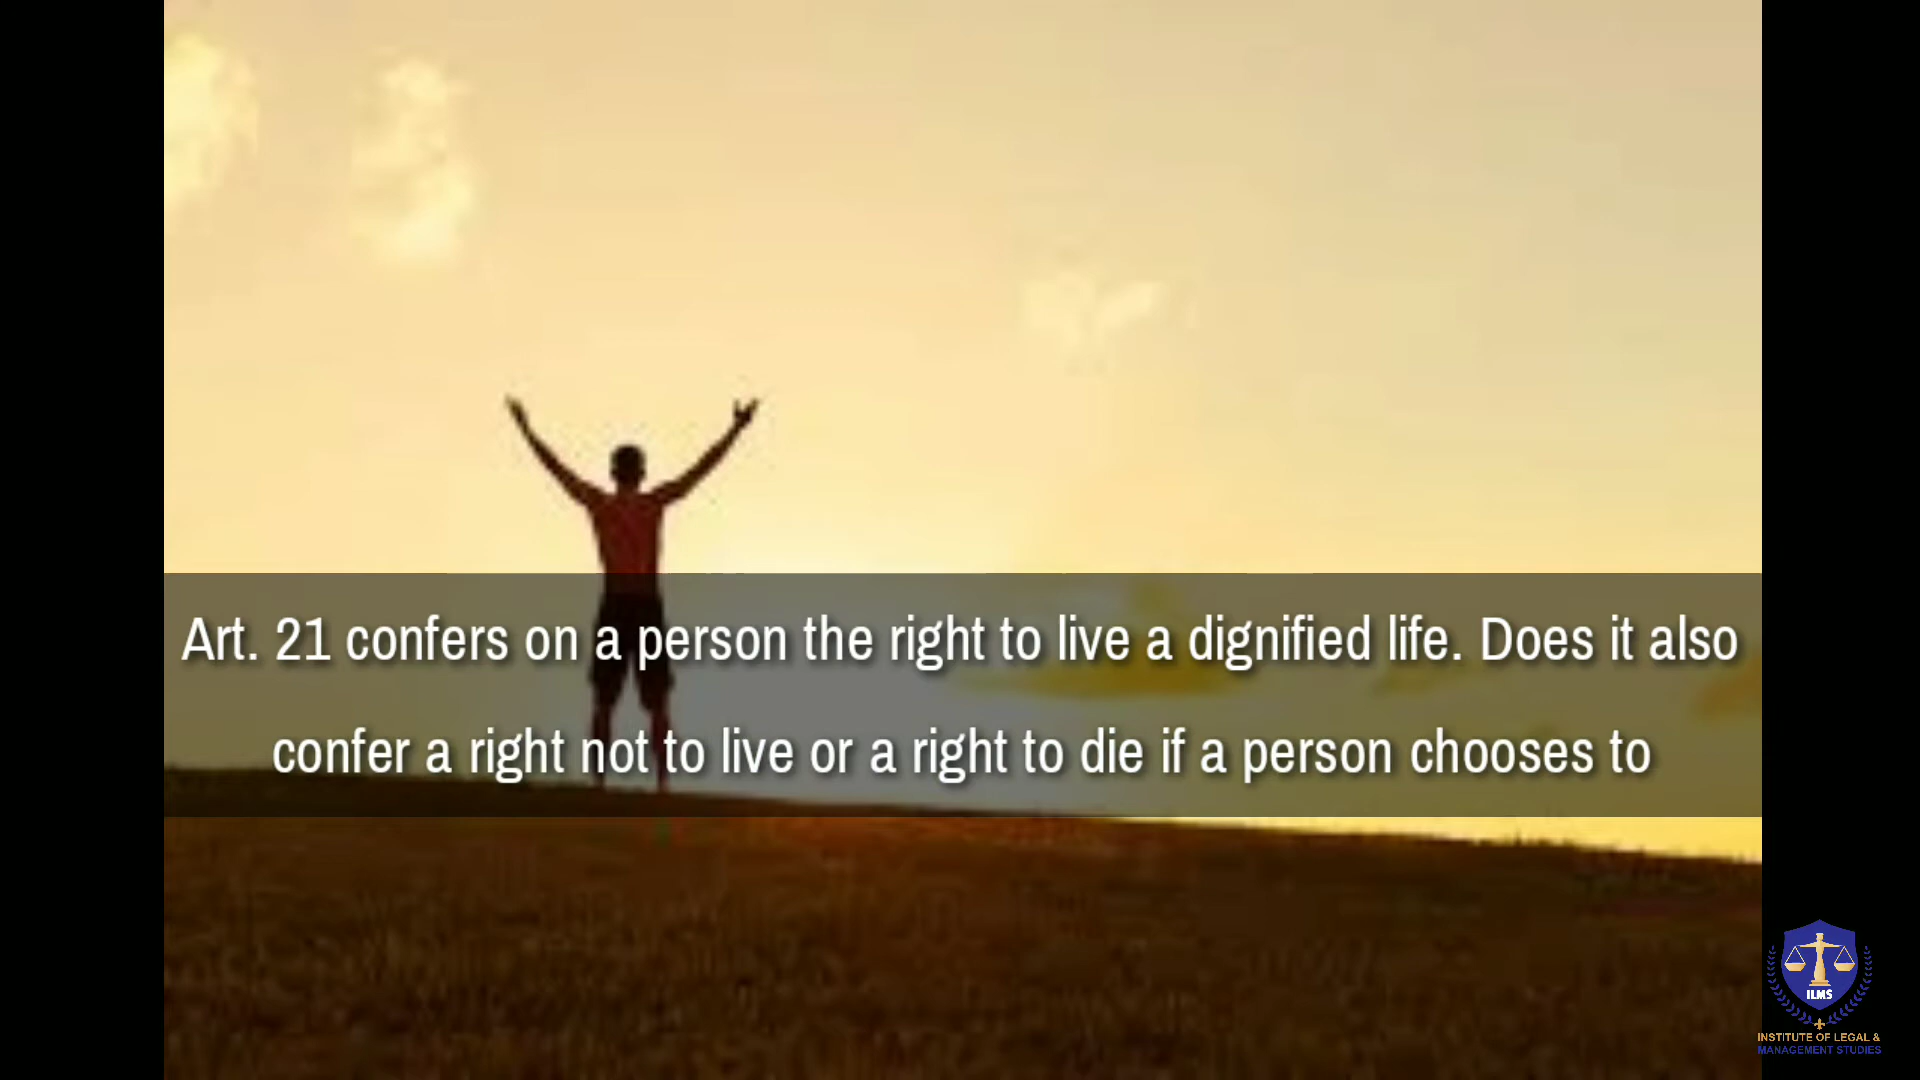 Art. 21 confers on a person the right to live a dignified life. Does it also
confer a right not to live or a right to die if a person chooses to
ILMS
INSTITUTE OF LEGAL &
MANAGEMENT STUDIES